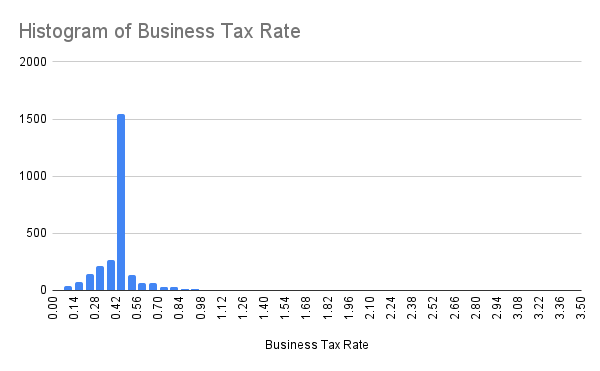 Histogram of Business Tax Rate
2000
1500
1000
500
0
0.00 0.14 0.28 0.42 0.56 0.70 0.84 0.98 1.12 1.26 1.40 1.54 1.68 1.82 1.96 2.10 2.24 2.38 2.52 2.66 2.80 2.94 3.08 3.22 3.36 3.50
Business Tax Rate